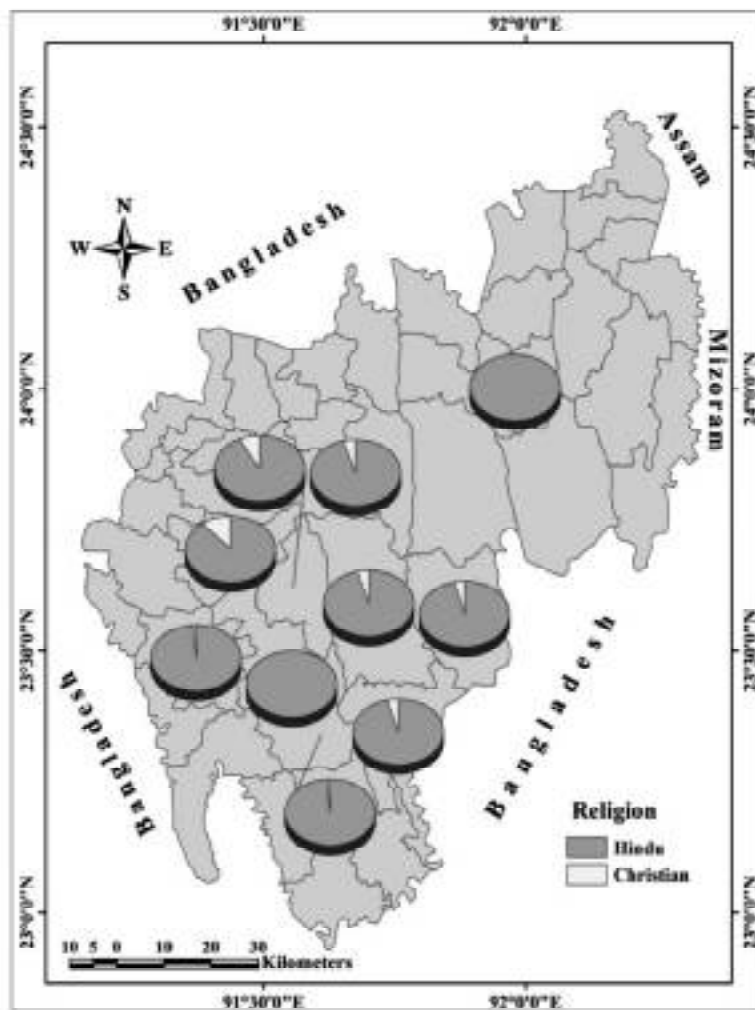 91°30'0"E 92°0'0"E
24°30'0"N 24°30'0"N
Assam
N
W E
S
Bangladesh
Mizoram
24°0'0"N 24°0'0"N
23°30'0"N 23°30'0"N
Bangladesh
Bangladesh
Religion
Hindu
Christian
23°0'0"N 23°0'0"N
10 5 0 10 20 30
Kilometers
91°30'0"E 92°0'0"E